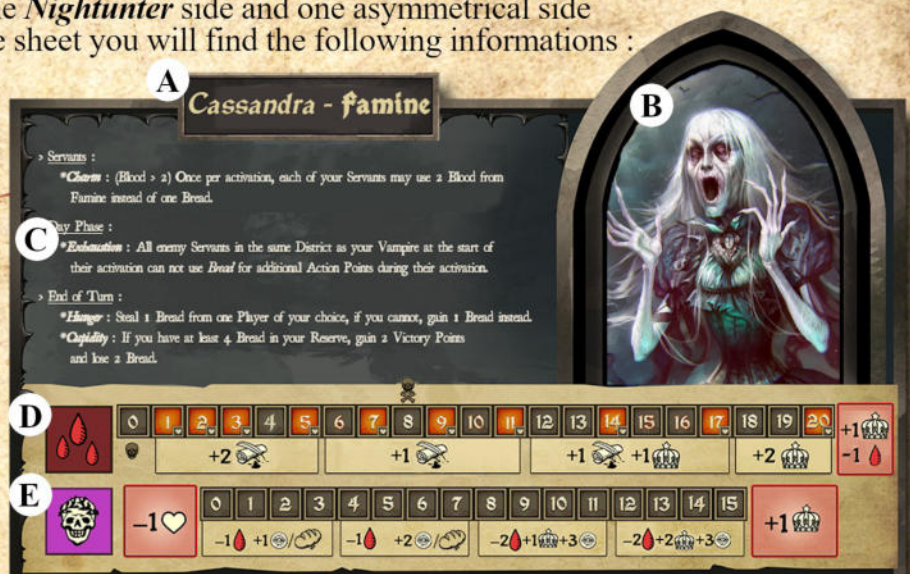 e Nightunter side and one asymmetrical side
e sheet you will find the following informations :
A
Cassandra - Famine
B
> Servants :
*Charm : (Blood > 2) Once per activation, each of your Servants may use 2 Blood from
Famine instead of one Bread.
C
Day Phase :
*Exhaustion : All enemy Servants in the same District as your Vampire at the start of
their activation can not use Bread for additional Action Points during their activation.
> End of Turn :
*Hunger : Steal 1 Bread from one Player of your choice, if you cannot, gain 1 Bread instead.
*Cupidity : If you have at least 4 Bread in your Reserve, gain 2 Victory Points
and lose 2 Bread.
D
0 1 2 3 4 5 6 7 8 9 10 11 12 13 14 15 16 17 18 19 20
+1
-1
+2 +1 +1 +1 +2
E
-1
0 1 2 3 4 5 6 7 8 9 10 11 12 13 14 15
+1
-1 +1 / -1 +2 / -2 +1 +3 -2 +2 +3